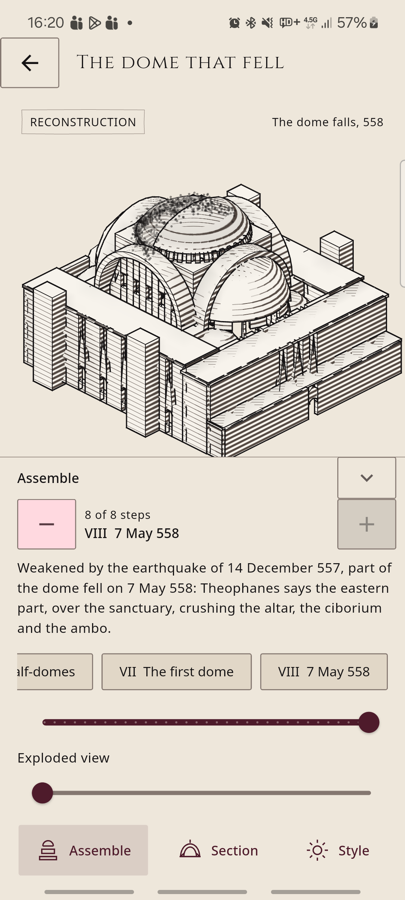 16:20 4.5G 57%
THE DOME THAT FELL
RECONSTRUCTION The dome falls, 558
Assemble
8 of 8 steps
VIII 7 May 558
Weakened by the earthquake of 14 December 557, part of
the dome fell on 7 May 558: Theophanes says the eastern
part, over the sanctuary, crushing the altar, the ciborium
and the ambo.
alf-domes VII The first dome VIII 7 May 558
Exploded view
Assemble Section Style